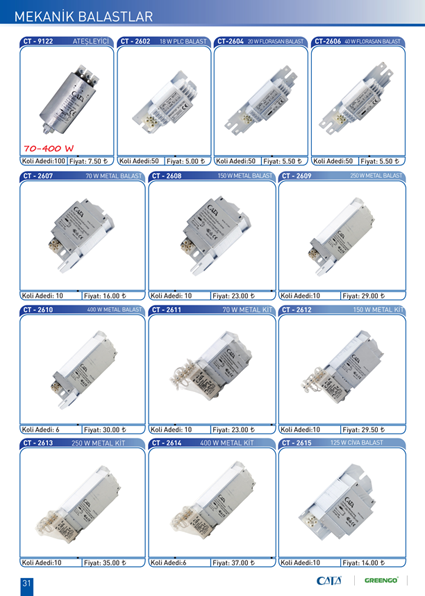 MEKANİK BALASTLAR
CT - 9122 ATEŞLEYİCİ
CT - 2602 18 W PLC BALAST
CT-2604 20 W FLORASAN BALAST
CT-2606 40 W FLORASAN BALAST
70-400 W
Koli Adedi:100 Fiyat: 7.50 ₺
Koli Adedi:50 Fiyat: 5.00 ₺
Koli Adedi:50 Fiyat: 5.50 ₺
Koli Adedi:50 Fiyat: 5.50 ₺
CT - 2607 70 W METAL BALAST
CT - 2608 150 W METAL BALAST
CT - 2609 250 W METAL BALAST
Koli Adedi: 10 Fiyat: 16.00 ₺
Koli Adedi: 10 Fiyat: 23.00 ₺
Koli Adedi:10 Fiyat: 29.00 ₺
CT - 2610 400 W METAL BALAST
CT - 2611 70 W METAL KİT
CT - 2612 150 W METAL KİT
Koli Adedi: 6 Fiyat: 30.00 ₺
Koli Adedi: 10 Fiyat: 23.00 ₺
Koli Adedi:10 Fiyat: 29.50 ₺
CT - 2613 250 W METAL KİT
CT - 2614 400 W METAL KİT
CT - 2615 125 W CIVA BALAST
Koli Adedi:10 Fiyat: 35.00 ₺
Koli Adedi:6 Fiyat: 37.00 ₺
Koli Adedi:10 Fiyat: 14.00 ₺
31
CATA
GREENGO